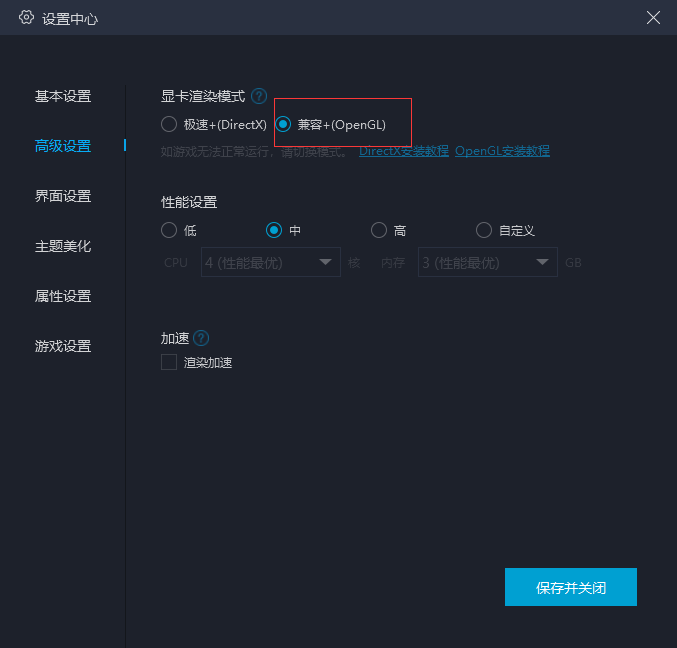 设置中心
基本设置
高级设置
界面设置
主题美化
属性设置
游戏设置
显卡渲染模式 ?
极速+(DirectX) 兼容+(OpenGL)
如游戏无法正常运行，请切换模式。 DirectX安装教程 OpenGL安装教程
性能设置
低 中 高 自定义
CPU 4 (性能最优) 核 内存 3 (性能最优) GB
加速 ?
渲染加速
保存并关闭